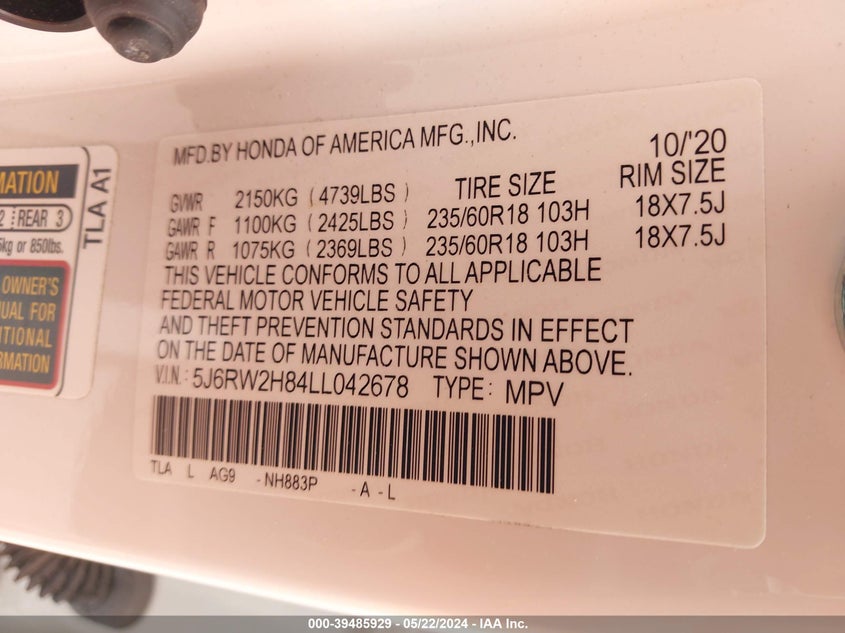 MFD.BY HONDA OF AMERICA MFG.,INC.
10/'20
GVWR 2150KG (4739LBS) TIRE SIZE RIM SIZE
GAWR F 1100KG (2425LBS) 235/60R18 103H 18X7.5J
GAWR R 1075KG (2369LBS) 235/60R18 103H 18X7.5J
THIS VEHICLE CONFORMS TO ALL APPLICABLE
FEDERAL MOTOR VEHICLE SAFETY
AND THEFT PREVENTION STANDARDS IN EFFECT
ON THE DATE OF MANUFACTURE SHOWN ABOVE.
V.I.N.: 5J6RW2H84LL042678 TYPE: MPV
TLA L AG9 -NH883P -A -L
MATION
2 REAR 3
5kg or 850lbs.
OWNER'S
UAL FOR
ITIONAL
RMATION
TLA A1
000-39485929 - 05/22/2024 - IAA Inc.